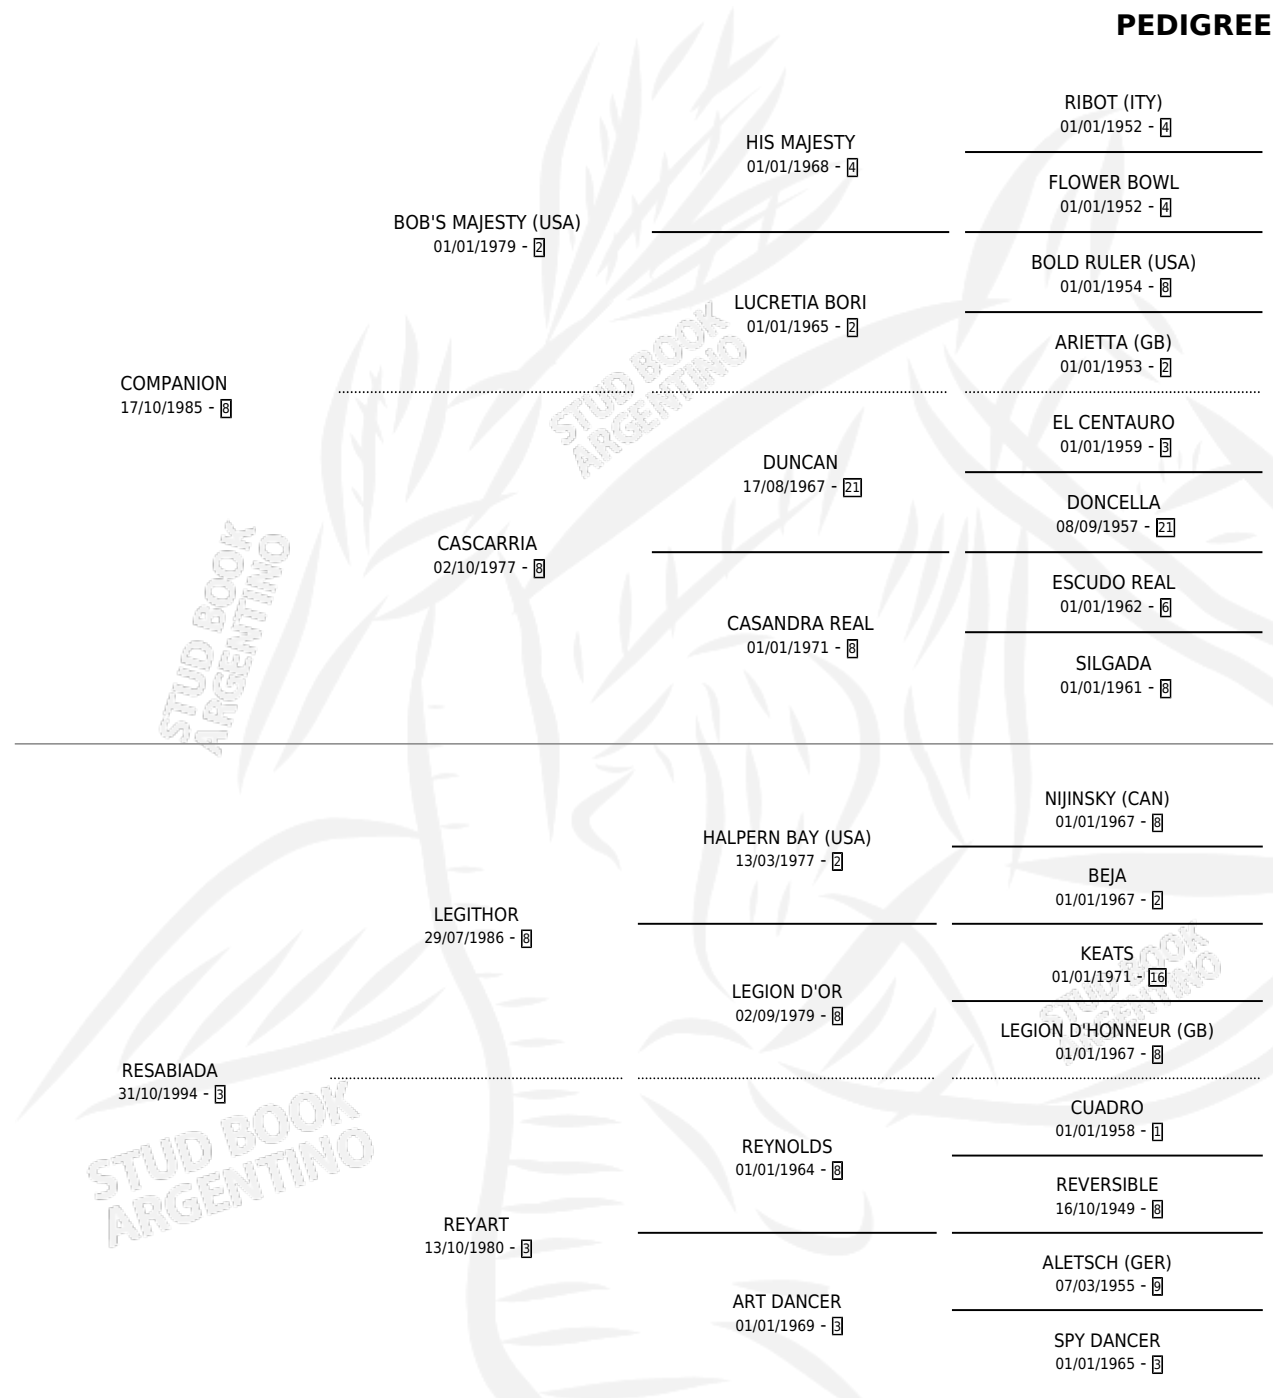 PEDIGREE
RIBOT (ITY)
01/01/1952 - 4
HIS MAJESTY
01/01/1968 - 4
FLOWER BOWL
01/01/1952 - 4
BOB'S MAJESTY (USA)
01/01/1979 - 2
BOLD RULER (USA)
01/01/1954 - 8
LUCRETIA BORI
01/01/1965 - 2
ARIETTA (GB)
01/01/1953 - 2
COMPANION
17/10/1985 - 8
EL CENTAURO
01/01/1959 - 3
DUNCAN
17/08/1967 - 21
DONCELLA
08/09/1957 - 21
CASCARRIA
02/10/1977 - 8
ESCUDO REAL
01/01/1962 - 6
CASANDRA REAL
01/01/1971 - 8
SILGADA
01/01/1961 - 8
NIJINSKY (CAN)
01/01/1967 - 8
HALPERN BAY (USA)
13/03/1977 - 2
BEJA
01/01/1967 - 2
LEGITHOR
29/07/1986 - 8
KEATS
01/01/1971 - 16
LEGION D'OR
02/09/1979 - 8
LEGION D'HONNEUR (GB)
01/01/1967 - 8
RESABIADA
31/10/1994 - 3
CUADRO
01/01/1958 - 1
REYNOLDS
01/01/1964 - 8
REVERSIBLE
16/10/1949 - 8
REYART
13/10/1980 - 3
ALETSCH (GER)
07/03/1955 - 9
ART DANCER
01/01/1969 - 3
SPY DANCER
01/01/1965 - 3
STUD BOOK
ARGENTINO
STUD BOOK
ARGENTINO
STUD BOOK
ARGENTINO
STUD BOOK
ARGENTINO